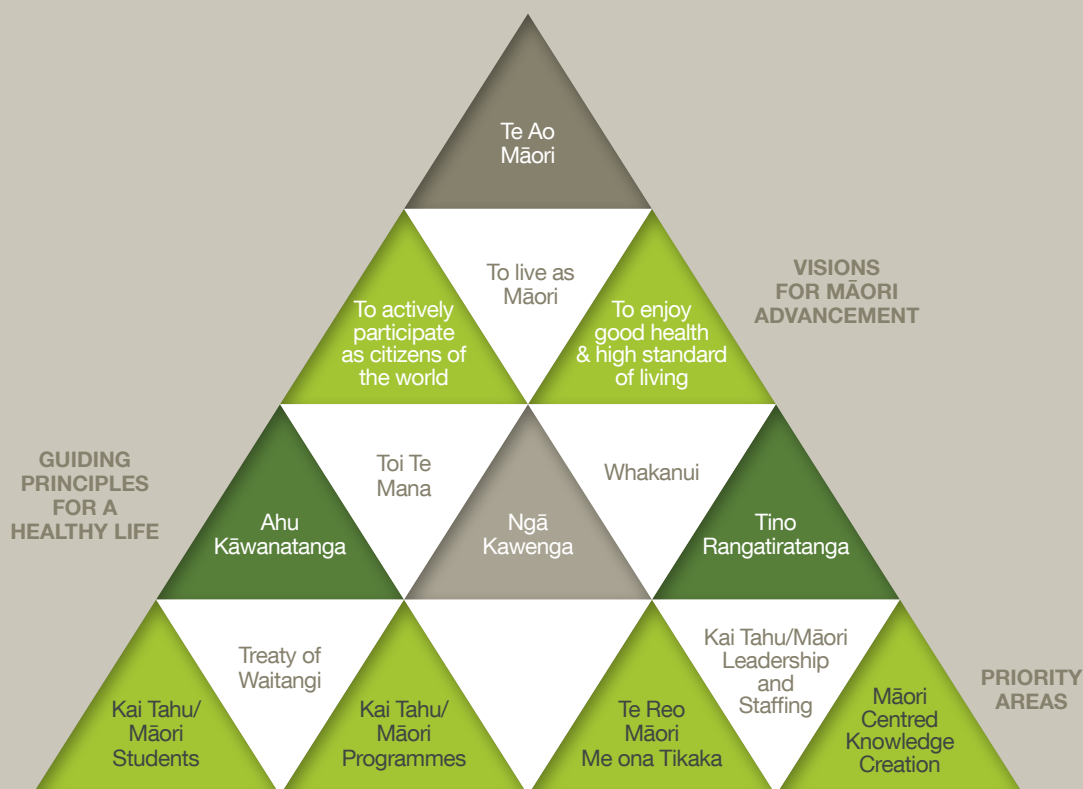 Te Ao
Māori
To live as
Māori
To actively
participate
as citizens of
the world
To enjoy
good health
& high standard
of living
VISIONS
FOR MĀORI
ADVANCEMENT
GUIDING
PRINCIPLES
FOR A
HEALTHY LIFE
Ahu
Kāwanatanga
Toi Te
Mana
Ngā
Kawenga
Whakanui
Tino
Rangatiratanga
Kai Tahu/
Māori
Students
Treaty of
Waitangi
Kai Tahu/
Māori
Programmes
Te Reo
Māori
Me ona Tikaka
Kai Tahu/Māori
Leadership
and
Staffing
Māori
Centred
Knowledge
Creation
PRIORITY
AREAS